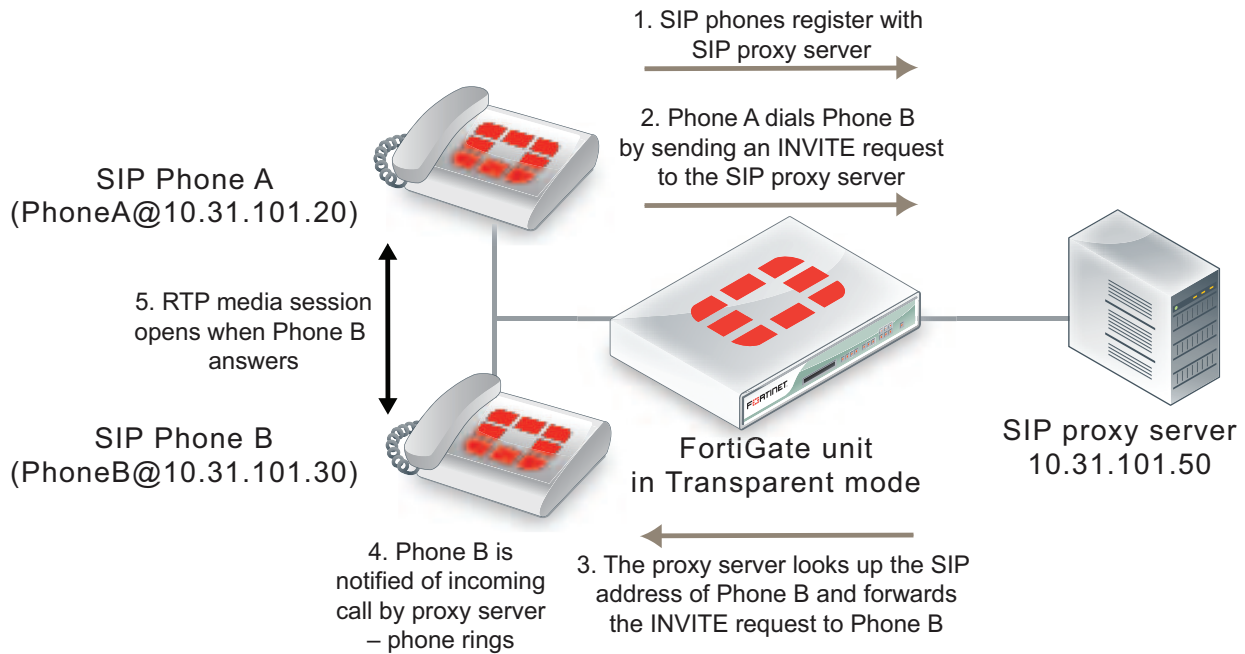 1. SIP phones register with
SIP proxy server
2. Phone A dials Phone B
by sending an INVITE request
to the SIP proxy server
SIP Phone A
(PhoneA@10.31.101.20)
5. RTP media session
opens when Phone B
answers
SIP Phone B
(PhoneB@10.31.101.30)
FORTINET
FortiGate unit
in Transparent mode
SIP proxy server
10.31.101.50
4. Phone B is
notified of incoming
call by proxy server
– phone rings
3. The proxy server looks up the SIP
address of Phone B and forwards
the INVITE request to Phone B